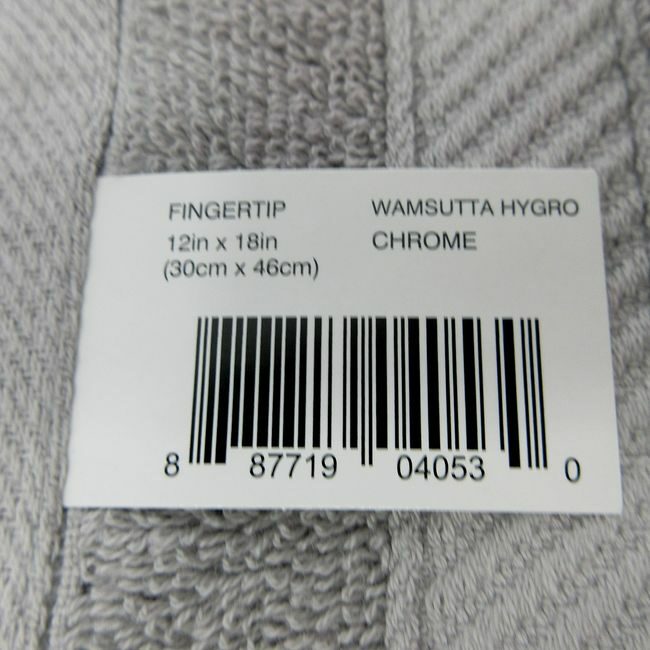 FINGERTIP
12in x 18in
(30cm x 46cm)
WAMSUTTA HYGRO
CHROME
8 87719 04053 0